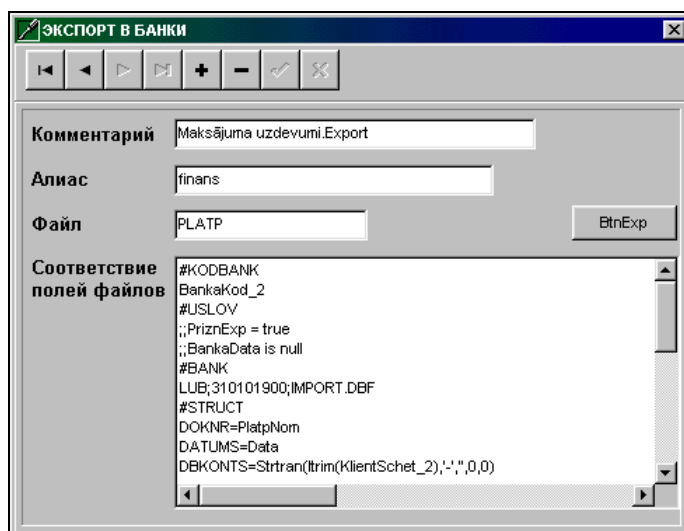 ЭКСПОРТ В БАНКИ
Комментарий
Maksājuma uzdevumi.Export
Алиас
finans
Файл
PLATP
BtnExp
Соответствие
полей файлов
#KODBANK
BankaKod_2
#USLOV
;;PriznExp = true
;;BankaData is null
#BANK
LUB;310101900;IMPORT.DBF
#STRUCT
DOKNR=PlatpNom
DATUMS=Data
DBKONTS=Strtran(ltrim(KlientSchet_2),'-','',0,0)